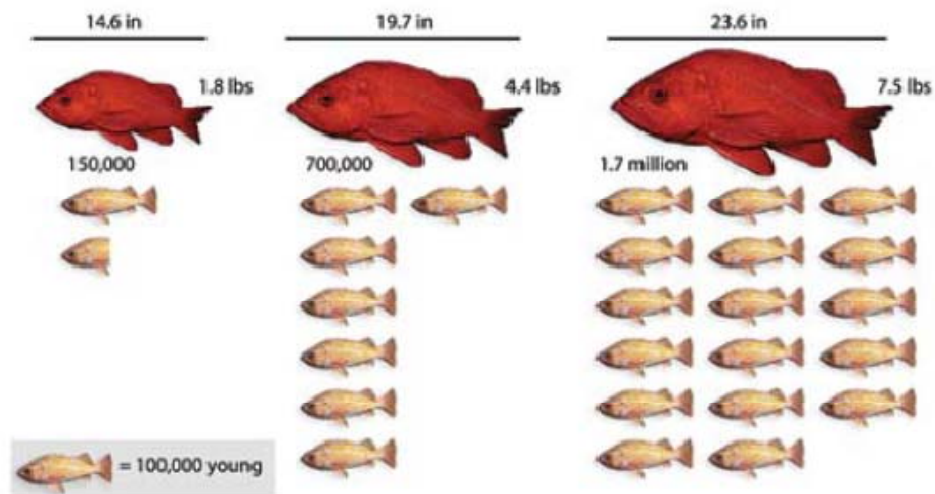 14.6 in
19.7 in
23.6 in
1.8 lbs
4.4 lbs
7.5 lbs
150,000
700,000
1.7 million
= 100,000 young